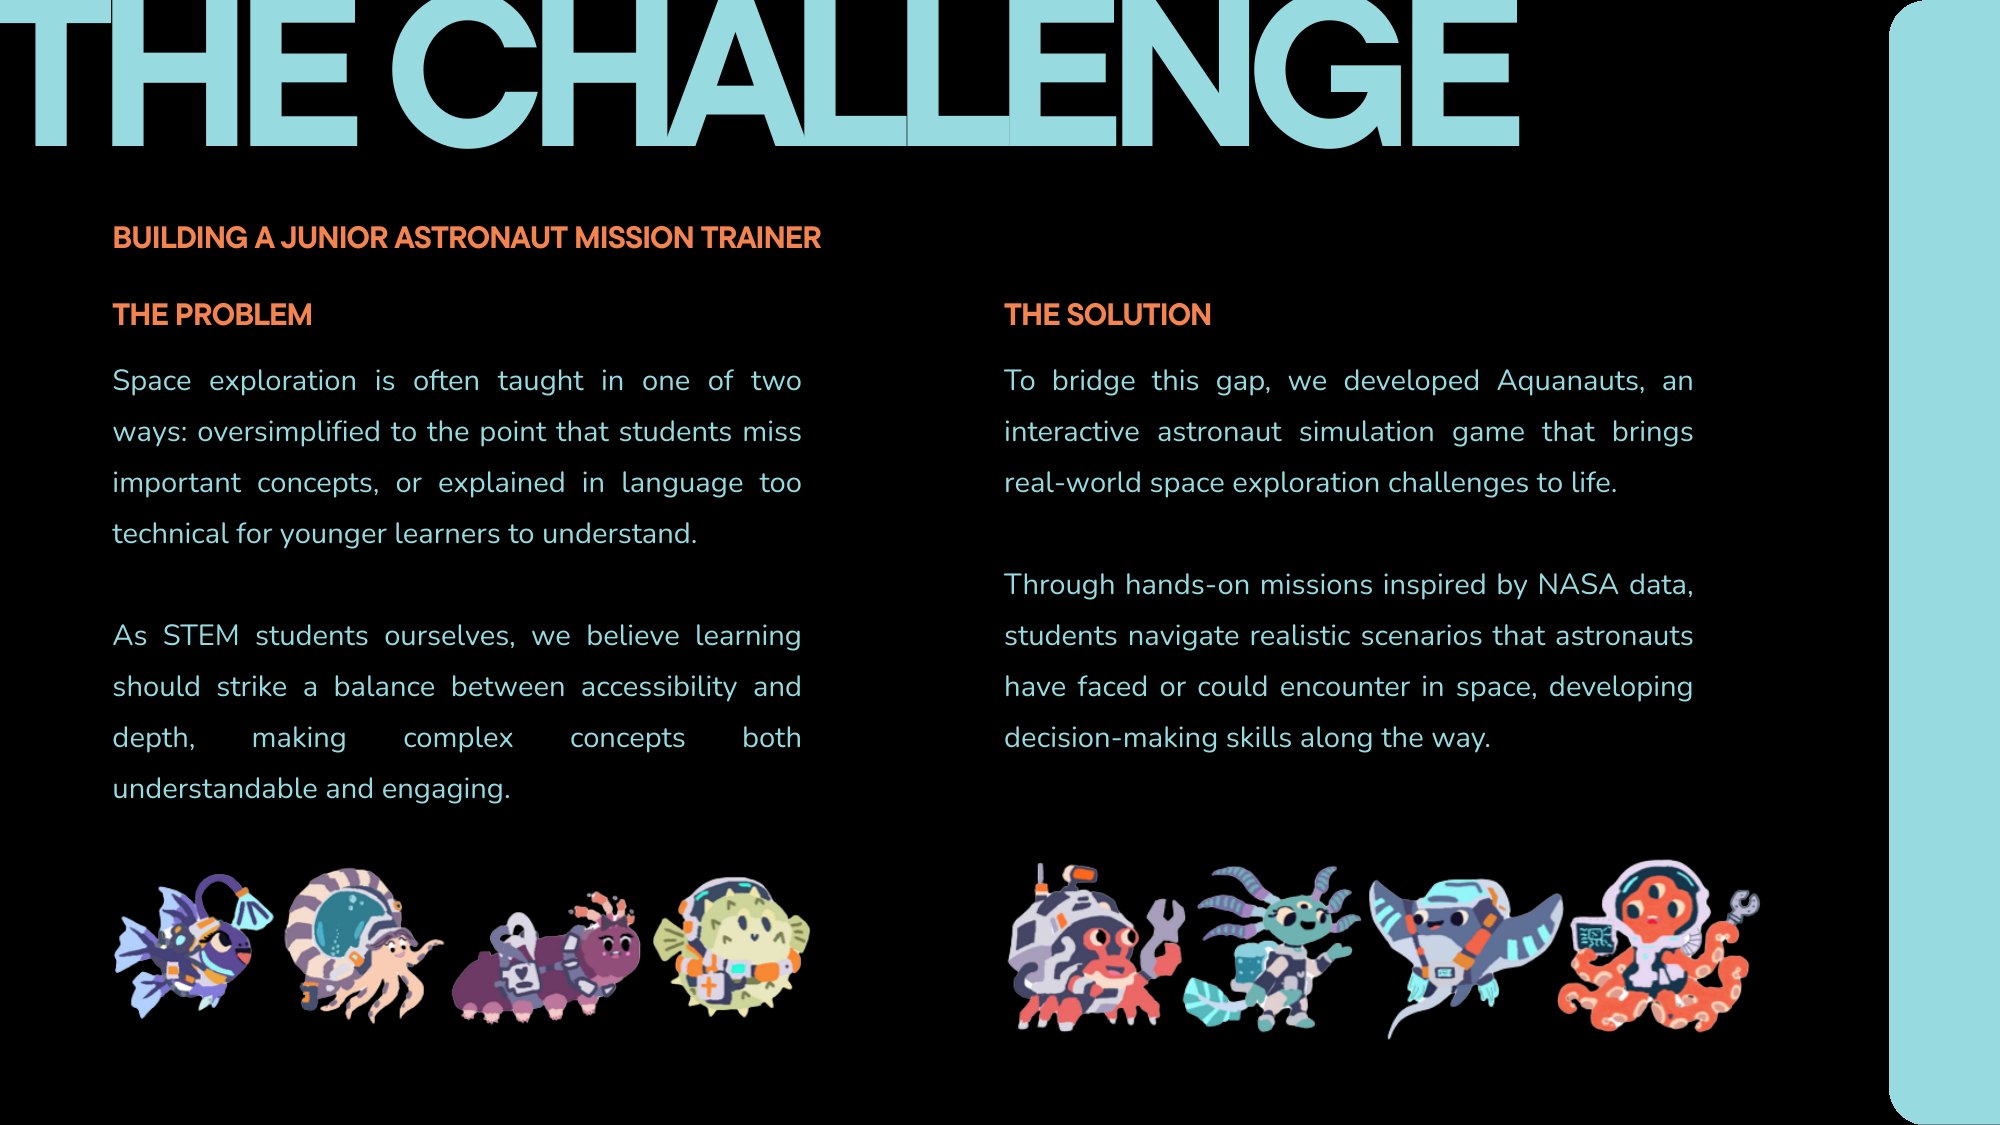 THE CHALLENGE
BUILDING A JUNIOR ASTRONAUT MISSION TRAINER
THE PROBLEM
Space exploration is often taught in one of two
ways: oversimplified to the point that students miss
important concepts, or explained in language too
technical for younger learners to understand.
As STEM students ourselves, we believe learning
should strike a balance between accessibility and
depth, making complex concepts both
understandable and engaging.
THE SOLUTION
To bridge this gap, we developed Aquanauts, an
interactive astronaut simulation game that brings
real-world space exploration challenges to life.
Through hands-on missions inspired by NASA data,
students navigate realistic scenarios that astronauts
have faced or could encounter in space, developing
decision-making skills along the way.